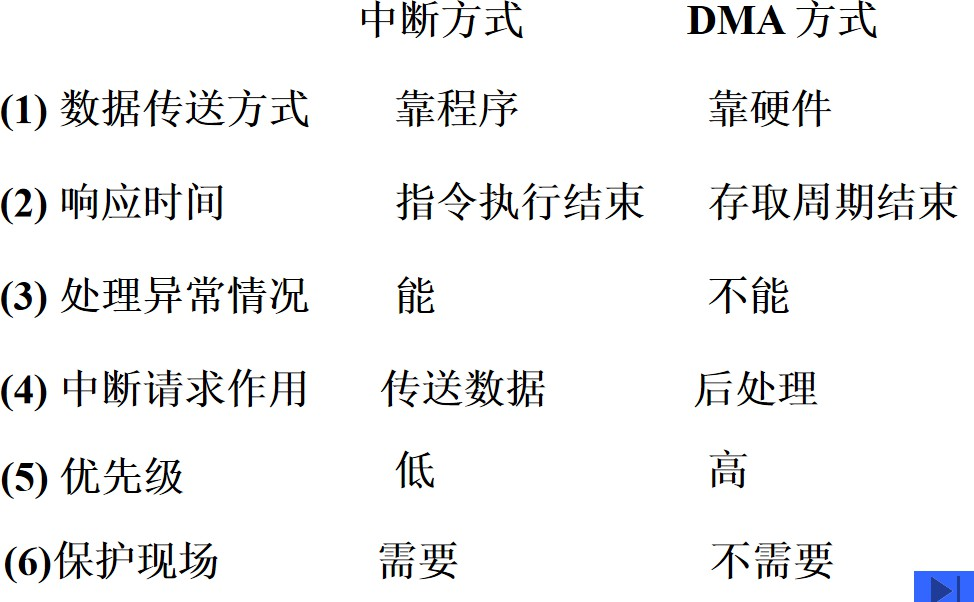 中断方式 DMA 方式
(1) 数据传送方式 靠程序 靠硬件
(2) 响应时间 指令执行结束 存取周期结束
(3) 处理异常情况 能 不能
(4) 中断请求作用 传送数据 后处理
(5) 优先级 低 高
(6)保护现场 需要 不需要